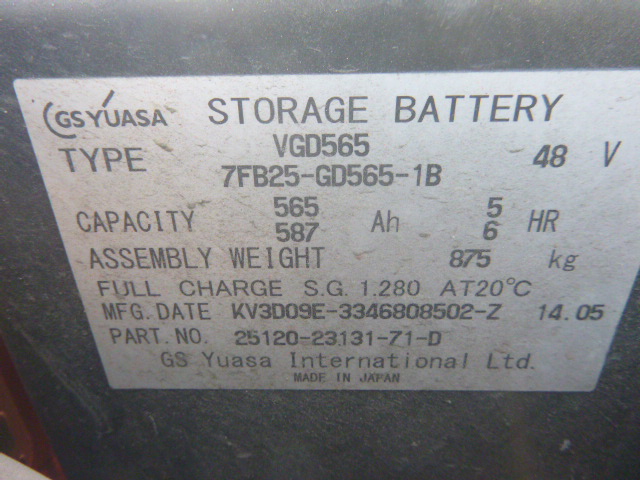 GS YUASA STORAGE BATTERY
TYPE VGD565 48 V
7FB25-GD565-1B
CAPACITY 565 Ah 5 HR
587 6
ASSEMBLY WEIGHT 875 kg
FULL CHARGE S.G. 1.280 AT20°C
MFG. DATE KV3D09E-3346808502-Z 14.05
PART. NO. 25120-23131-71-D
GS Yuasa International Ltd.
MADE IN JAPAN